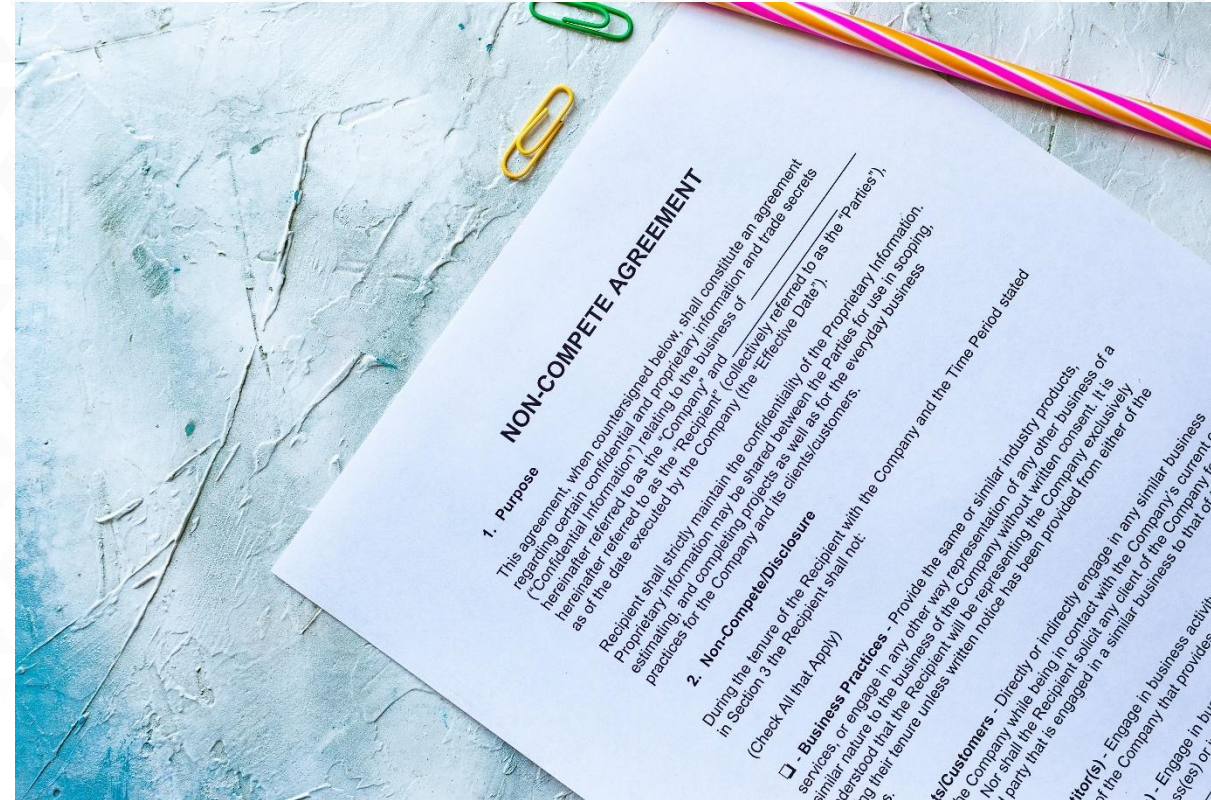 NON-COMPETE AGREEMENT
1. Purpose
This agreement, when countersigned below, shall constitute an agreement
regarding certain confidential and proprietary information and trade secrets
("Confidential Information") relating to the business of
hereinafter referred to as the "Company" and
hereinafter referred to as the "Recipient" (collectively referred to as the "Parties"),
as of the date executed by the Company (the "Effective Date").
Recipient shall strictly maintain the confidentiality of the Proprietary Information.
Proprietary information may be shared between the Parties for use in scoping,
estimating, and completing projects as well as for the everyday business
practices for the Company and its clients/customers.
2. Non-Compete/Disclosure
During the tenure of the Recipient with the Company and the Time Period stated
in Section 3 the Recipient shall not:
(Check All that Apply)
❏ - Business Practices - Provide the same or similar industry products,
services, or engage in any other way representation of any other business of a
similar nature to the business of the Company without written consent. It is
derstood that the Recipient will be representing the Company exclusively
ng their tenure unless written notice has been provided from either of the
s.
ts/Customers - Directly or indirectly engage in any similar business
e Company while being in contact with the Company's current
Nor shall the Recipient solicit any client of the Company
d party that is engaged in a similar business to that of
titor(s) - Engage in business activit
of the Company that provides
) - Engage in bu
ss(es) or i